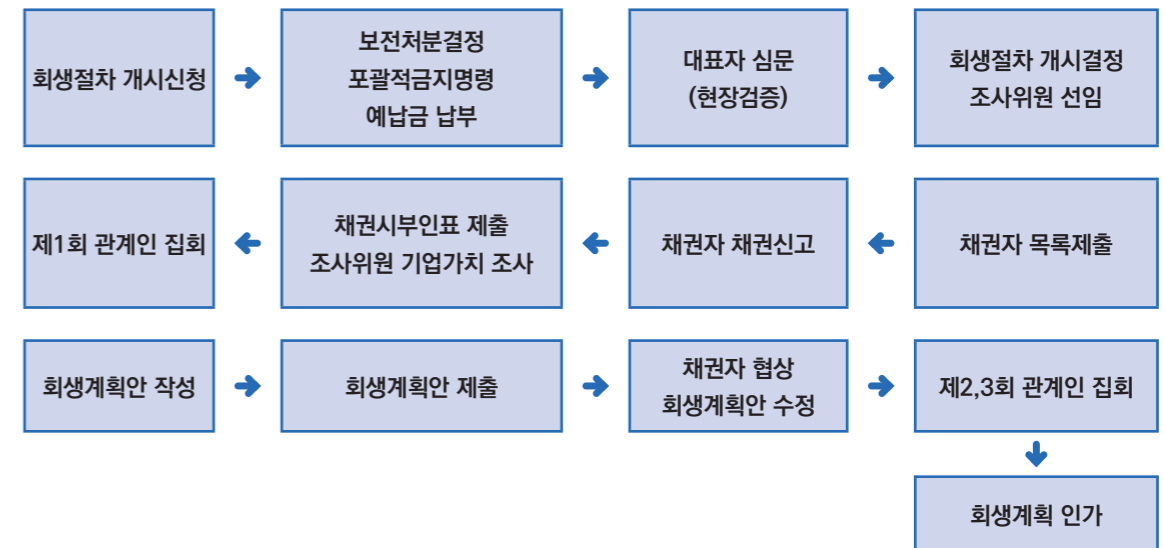 회생절차 개시신청
보전처분결정
포괄적금지명령
예납금 납부
대표자 심문
(현장검증)
회생절차 개시결정
조사위원 선임
채권자 목록제출
채권자 채권신고
채권시부인표 제출
조사위원 기업가치 조사
제1회 관계인 집회
회생계획안 작성
회생계획안 제출
채권자 협상
회생계획안 수정
제2,3회 관계인 집회
회생계획 인가